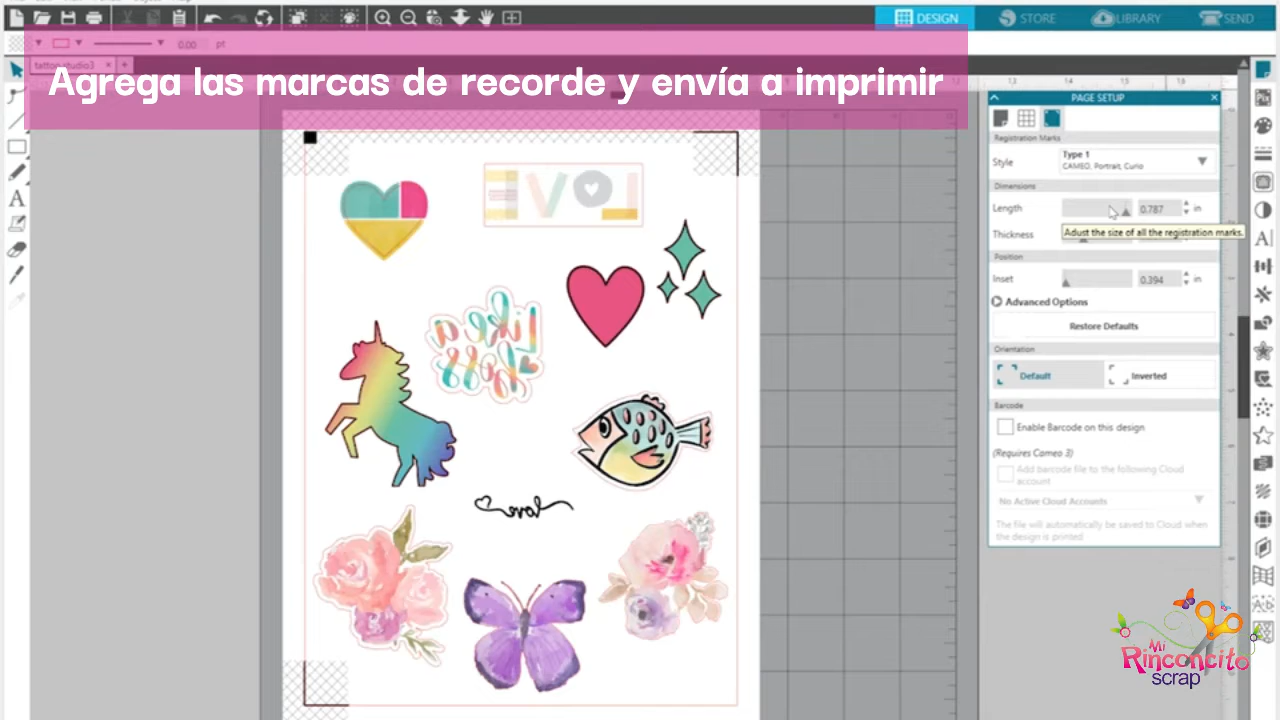 DESIGN
STORE
LIBRARY
SEND
0.00 pt
Agrega las marcas de recorde y envía a imprimir
PAGE SETUP
Registration Marks
Style
Type 1
CAMEO, Portrait, Curio
Dimensions
Length 0.787 in
Adust the size of all the registration marks.
Thickness
Position
Inset 0.394 in
Advanced Options
Restore Defaults
Orientation
Default Inverted
Barcode
Enable Barcode on this design
(Requires Cameo 3)
Add barcode file to the following Cloud
account
No Active Cloud Accounts
The file will automatically be saved to Cloud when
the design is printed
LOVE
Like a
Boss
love
Mi
Rinconcito
scrap